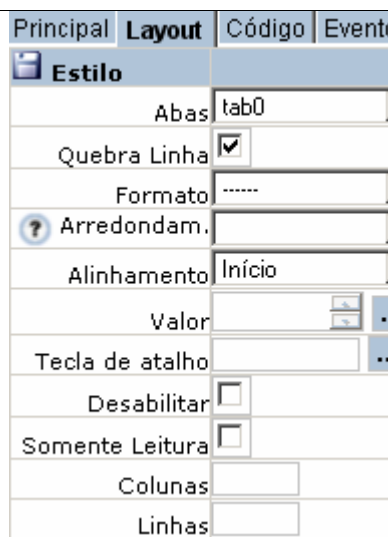 Principal Layout Código Evento
Estilo
Abas tab0
Quebra Linha
Formato ------
? Arredondam.
Alinhamento Início
Valor ..
Tecla de atalho ..
Desabilitar
Somente Leitura
Colunas
Linhas